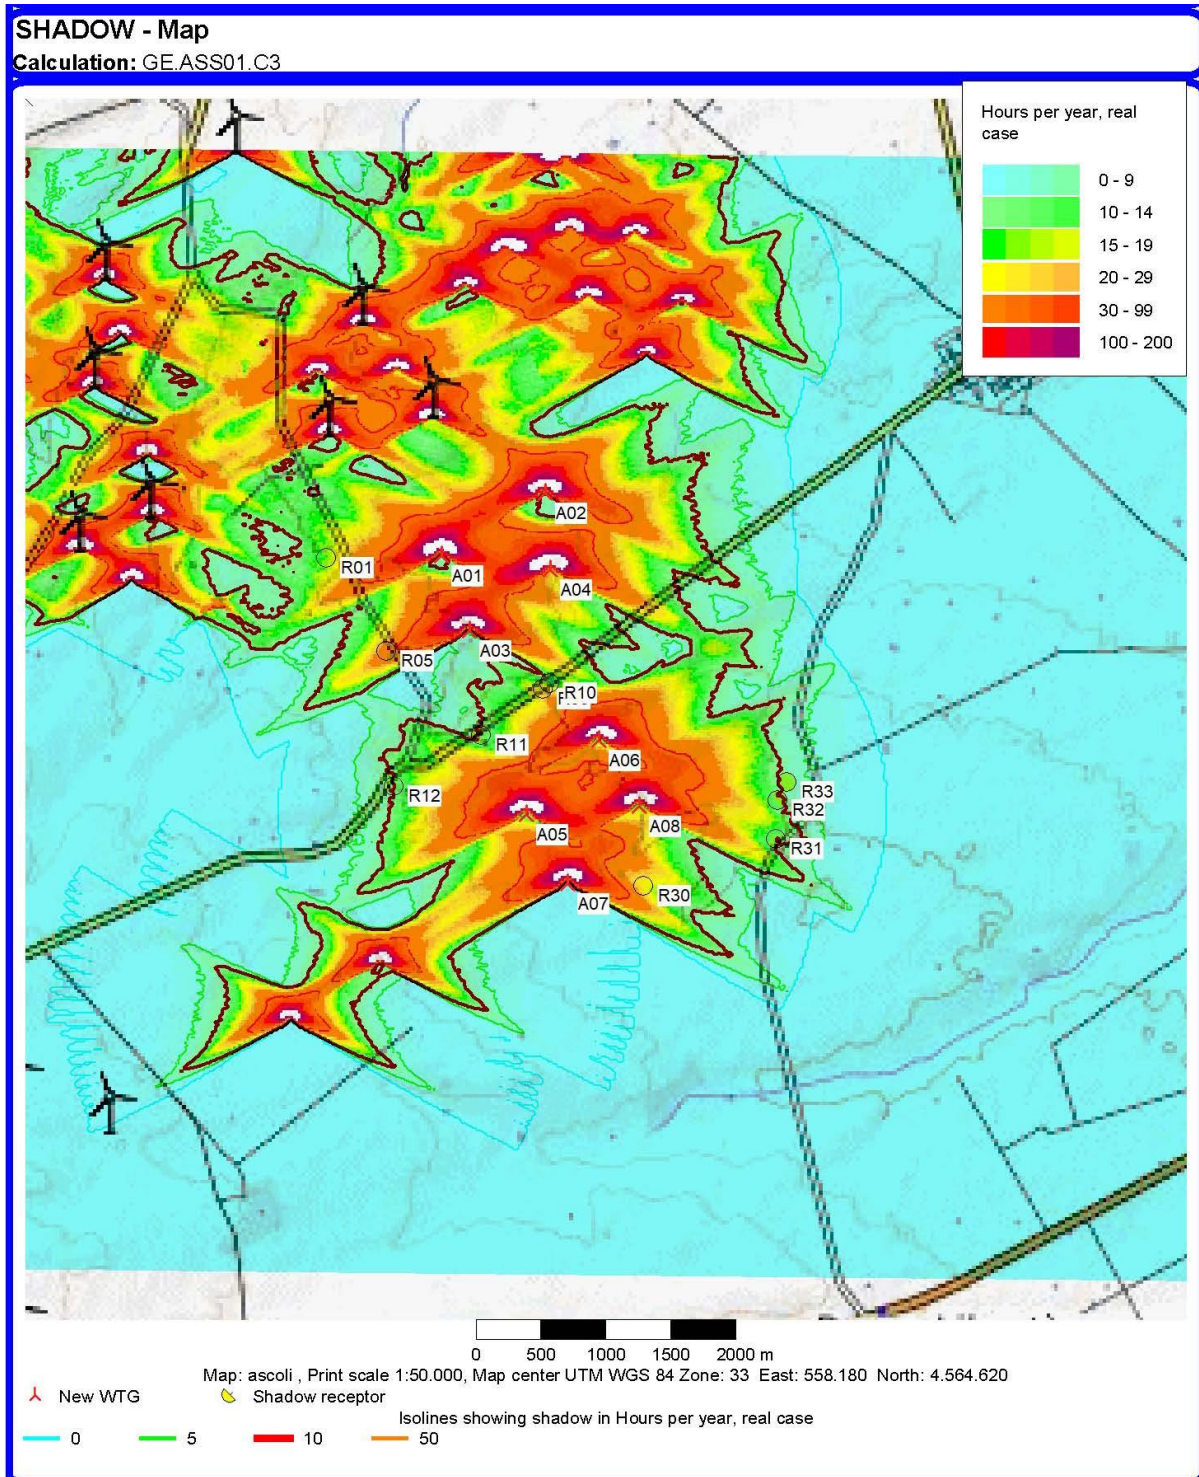 SHADOW - Map
Calculation: GE.ASS01.C3
Hours per year, real
case
0 - 9
10 - 14
15 - 19
20 - 29
30 - 99
100 - 200
A02
R01
A01
A04
R05
A03
R10
R11
A06
R33
R12
R32
A05
A08
R31
R30
A07
0 500 1000 1500 2000 m
Map: ascoli , Print scale 1:50.000, Map center UTM WGS 84 Zone: 33 East: 558.180 North: 4.564.620
New WTG Shadow receptor
Isolines showing shadow in Hours per year, real case
0 5 10 50